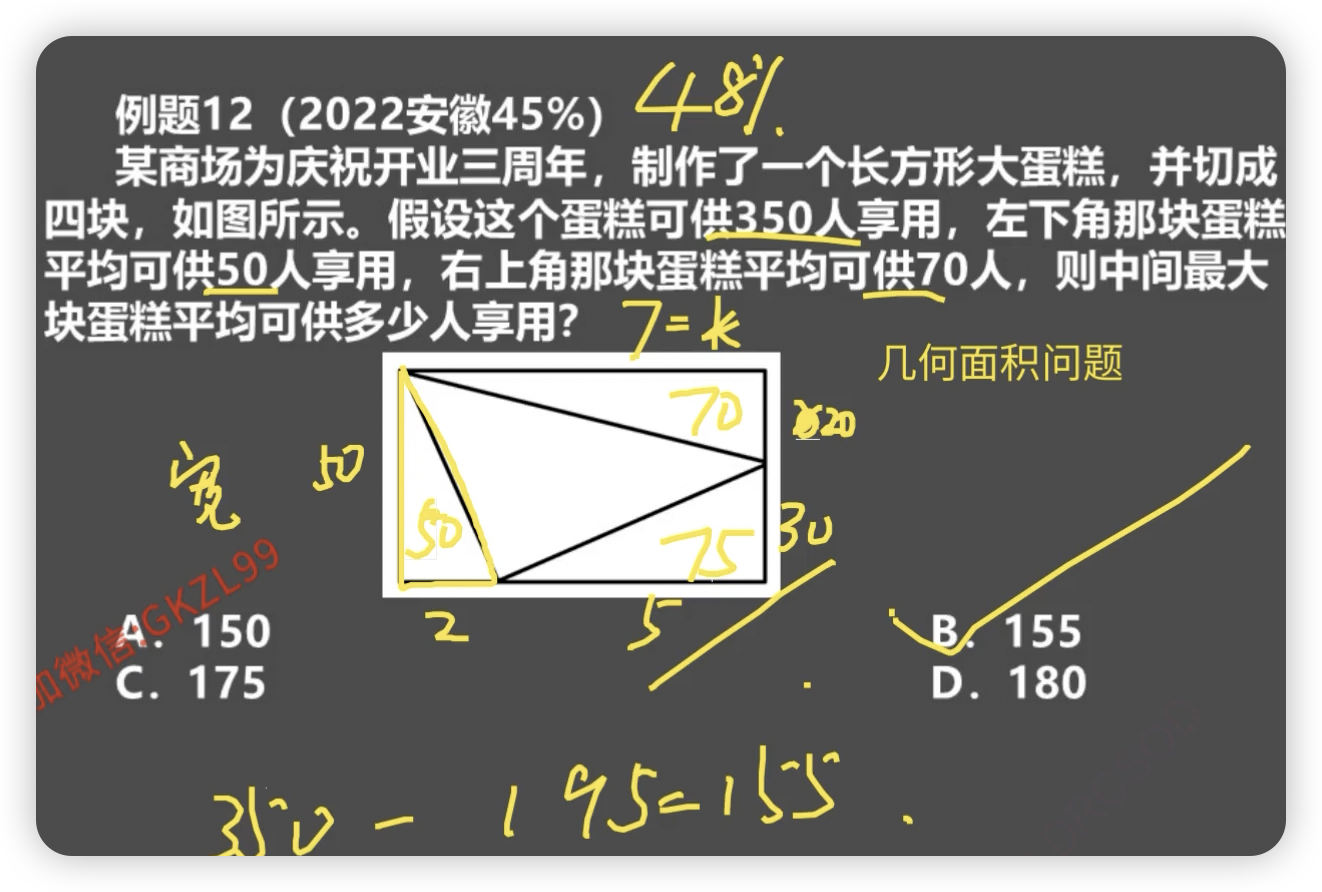 例题12（2022安徽45%） 48%.
某商场为庆祝开业三周年，制作了一个长方形大蛋糕，并切成
四块，如图所示。假设这个蛋糕可供350人享用，左下角那块蛋糕
平均可供50人享用，右上角那块蛋糕平均可供70人，则中间最大
块蛋糕平均可供多少人享用？
7=长
几何面积问题
70
20
宽 50
50
75
30
2
5
A. 150
B. 155
C. 175
D. 180
加微信:GKZL99
350 - 195=155.